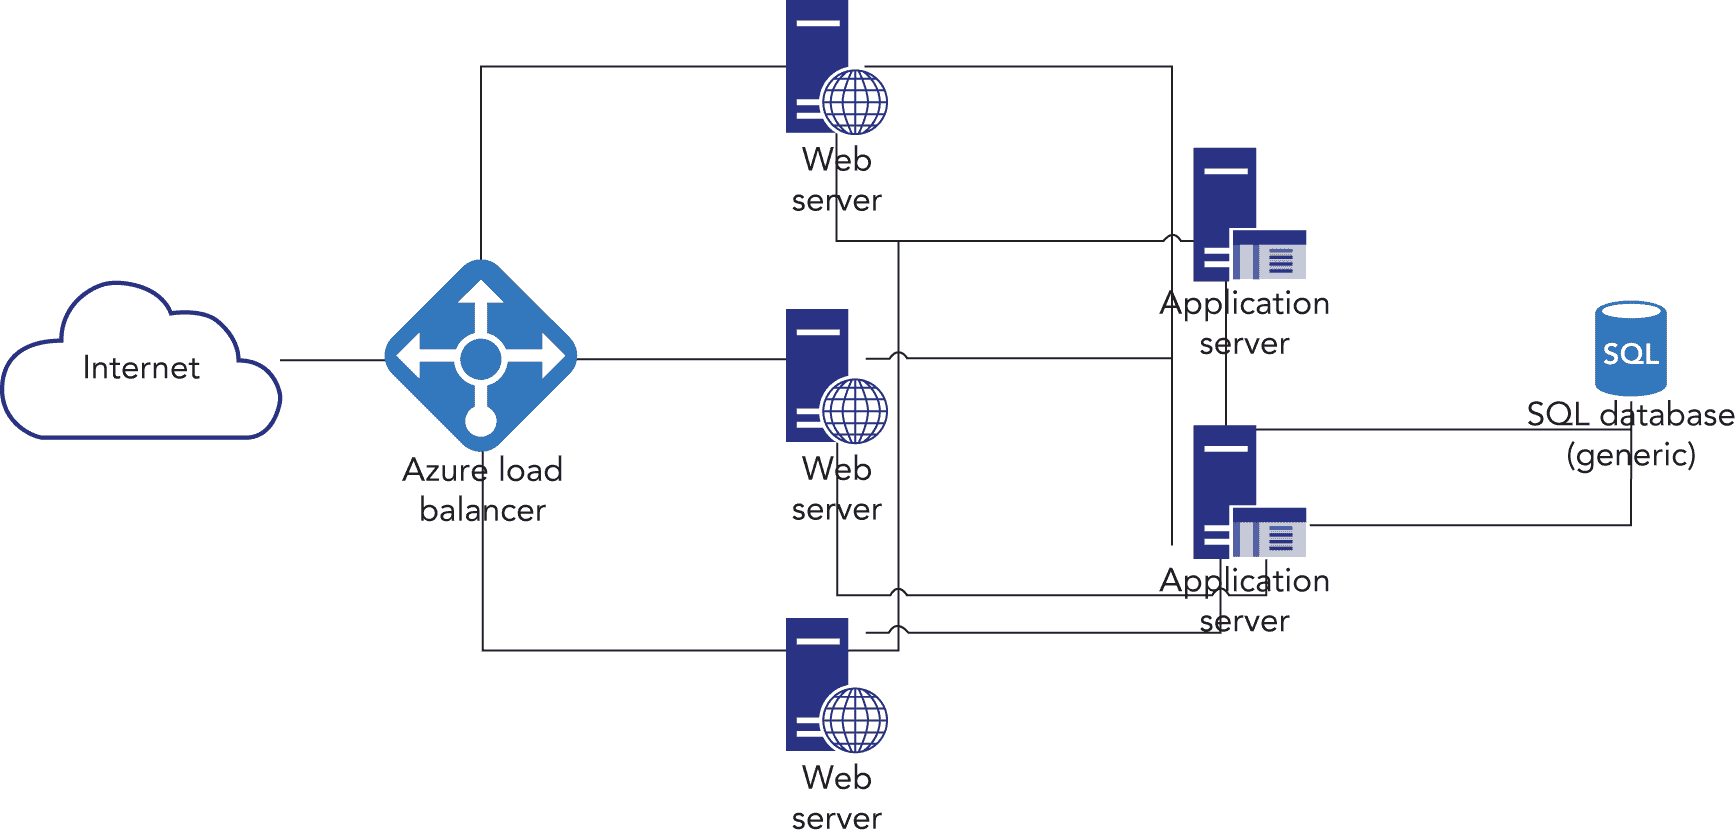 Internet
Azure load
balancer
Web
server
Web
server
Web
server
Application
server
Application
server
SQL
SQL database
(generic)